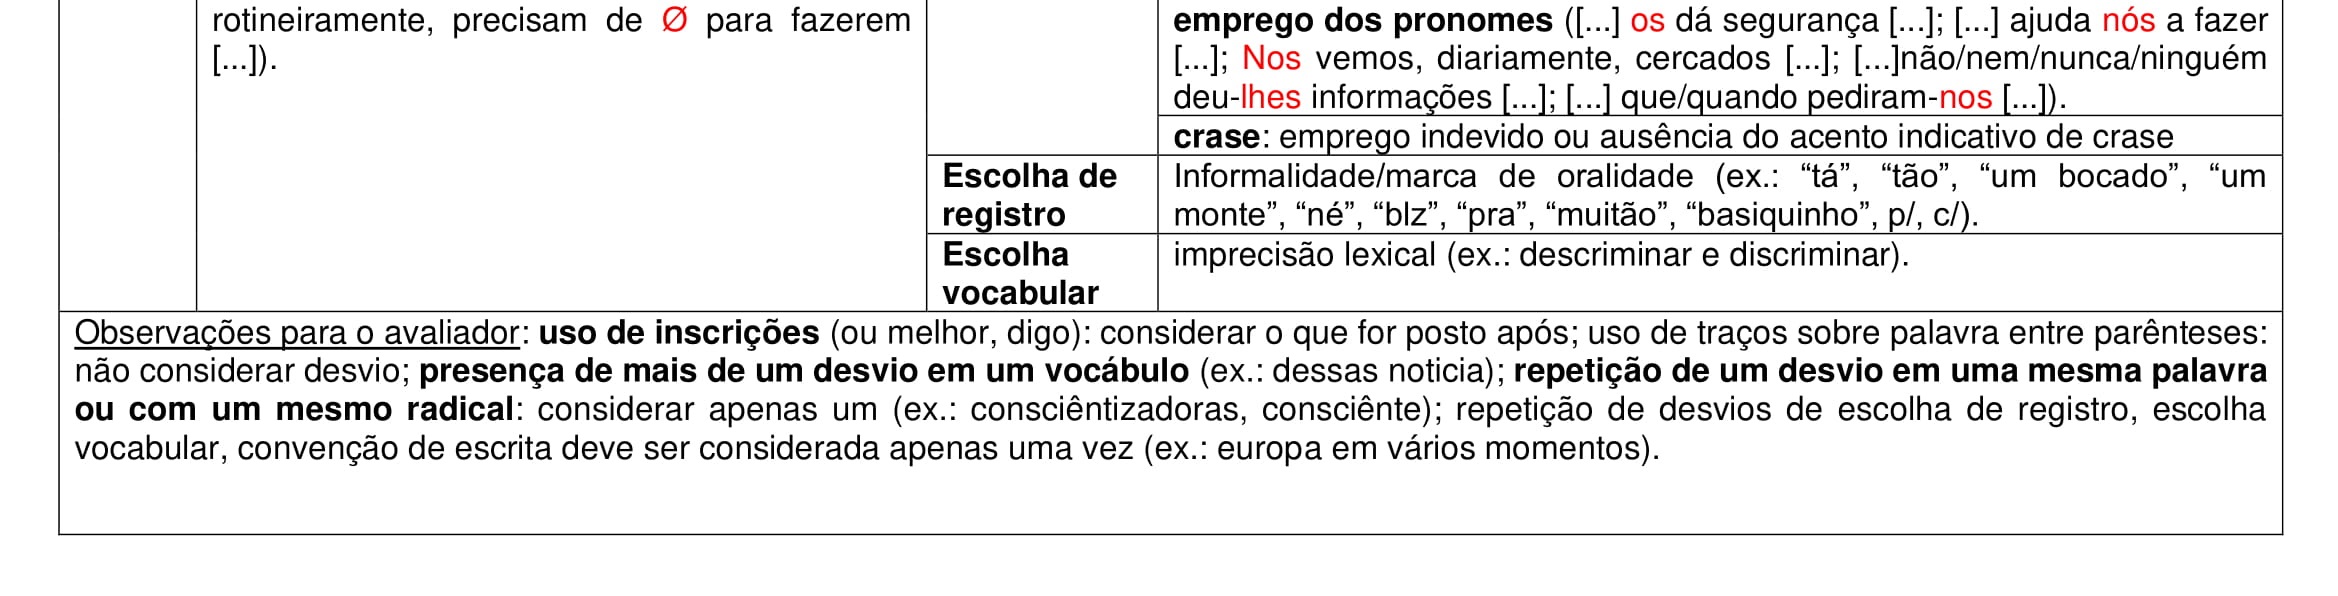 rotineiramente, precisam de Ø para fazerem
[...]).
emprego dos pronomes ([...] os dá segurança [...]; [...] ajuda nós a fazer
[...]; Nos vemos, diariamente, cercados [...]; [...]não/nem/nunca/ninguém
deu-lhes informações [...]; [...] que/quando pediram-nos [...]).
crase: emprego indevido ou ausência do acento indicativo de crase
Escolha de
registro
Informalidade/marca de oralidade (ex.: “tá”, “tão”, “um bocado”, “um
monte”, “né”, “blz”, “pra”, “muitão”, “basiquinho”, p/, c/).
Escolha
vocabular
imprecisão lexical (ex.: descriminar e discriminar).
Observações para o avaliador: uso de inscrições (ou melhor, digo): considerar o que for posto após; uso de traços sobre palavra entre parênteses:
não considerar desvio; presença de mais de um desvio em um vocábulo (ex.: dessas noticia); repetição de um desvio em uma mesma palavra
ou com um mesmo radical: considerar apenas um (ex.: consciêntizadoras, consciênte); repetição de desvios de escolha de registro, escolha
vocabular, convenção de escrita deve ser considerada apenas uma vez (ex.: europa em vários momentos).